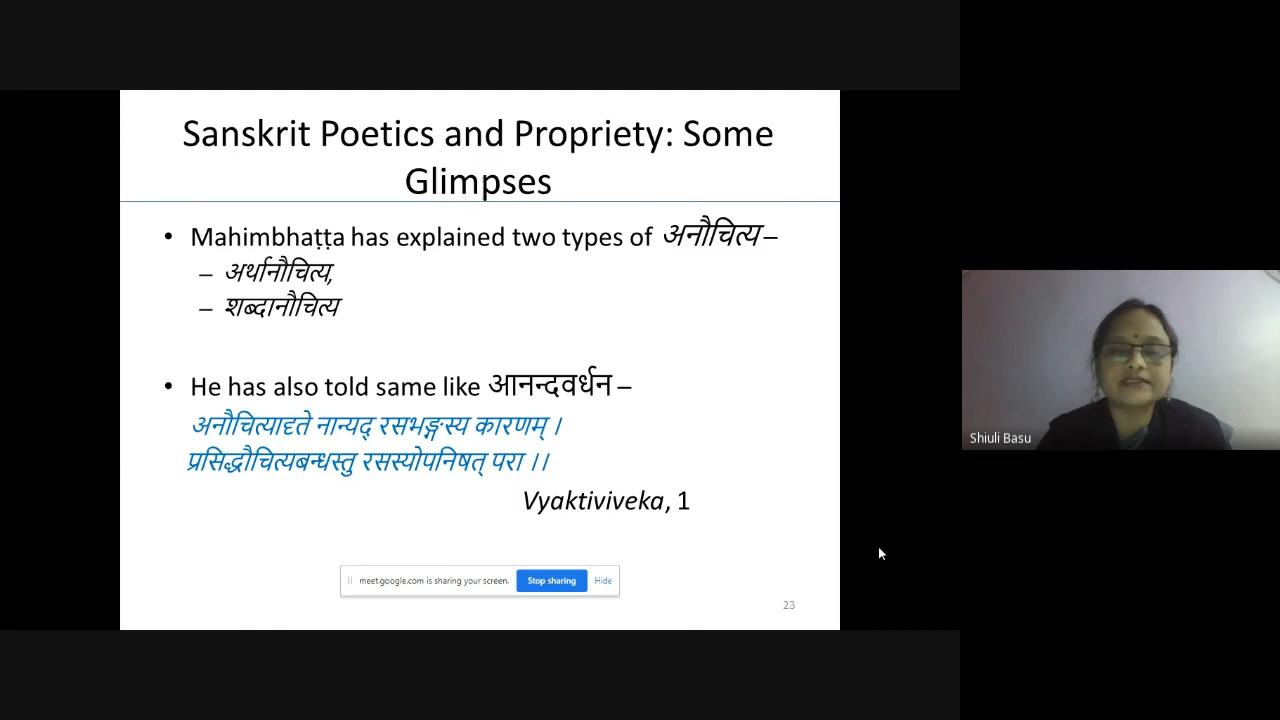 Sanskrit Poetics and Propriety: Some
Glimpses
• Mahimbhaṭṭa has explained two types of अनौचित्य –
– अर्थानौचित्य,
– शब्दानौचित्य
• He has also told same like आनन्दवर्धन –
अनौचित्यादृते नान्यद् रसभङ्गस्य कारणम् ।
प्रसिद्धौचित्यबन्धस्तु रसस्योपनिषत् परा ।।
Vyaktiviveka, 1
meet.google.com is sharing your screen. Stop sharing Hide
23
Shiuli Basu